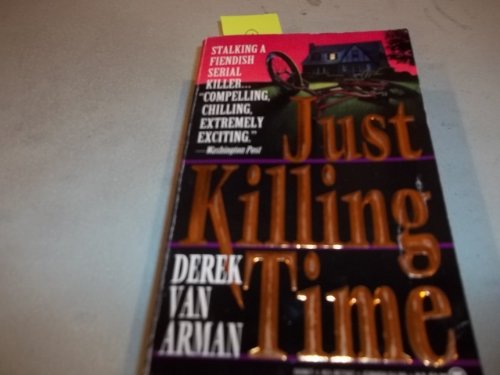 STALKING A
FIENDISH
SERIAL
KILLER...
"COMPELLING,
CHILLING,
EXTREMELY
EXCITING."
—Washington Post
Just
Killing
Time
DEREK
VAN
ARMAN